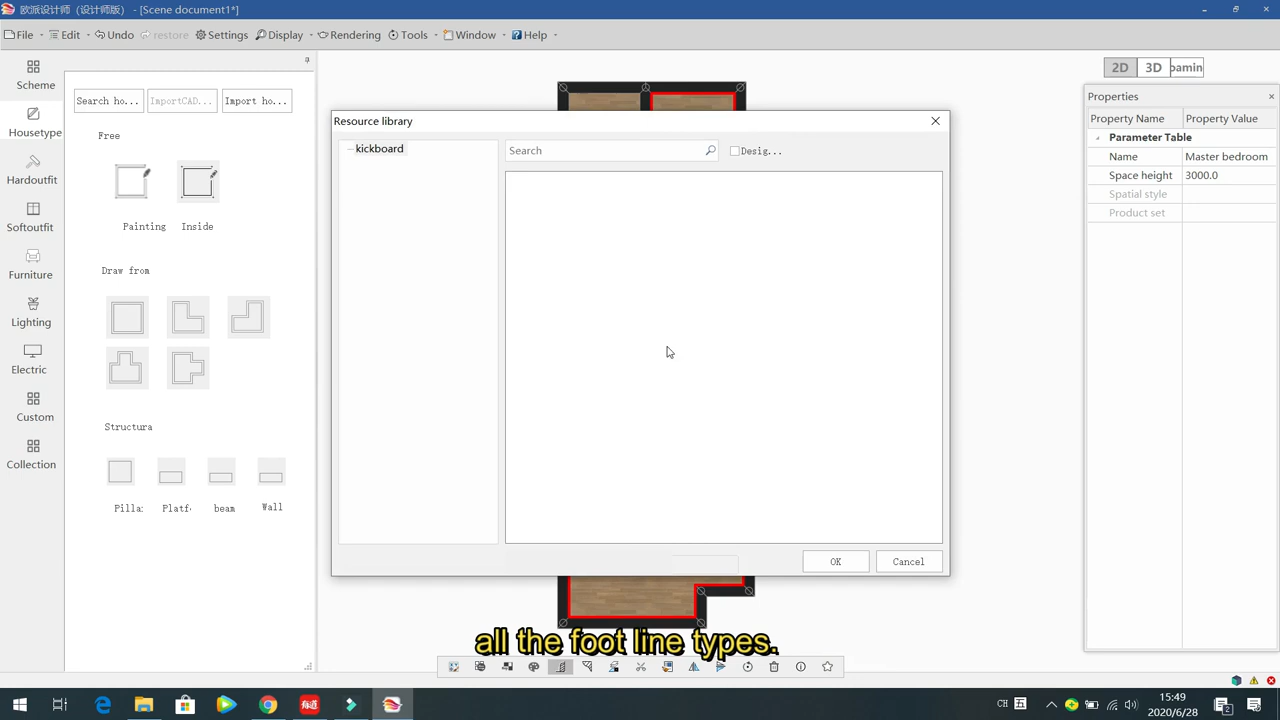 欧派设计师（设计师版） - [Scene document1*]
File Edit Undo restore Settings Display Rendering Tools Window Help
Scheme
Housetype
Hardoutfit
Softoutfit
Furniture
Lighting
Electric
Custom
Collection
Search ho... ImportCAD... Import ho...
Free
Painting Inside
Draw from
Structura
Pilla: Platf beam Wall
Resource library
kickboard
Search
Desig...
OK Cancel
2D 3D oamin
Properties
Property Name Property Value
Parameter Table
Name Master bedroom
Space height 3000.0
Spatial style
Product set
all the foot line types.
CH 五
15:49
2020/6/28